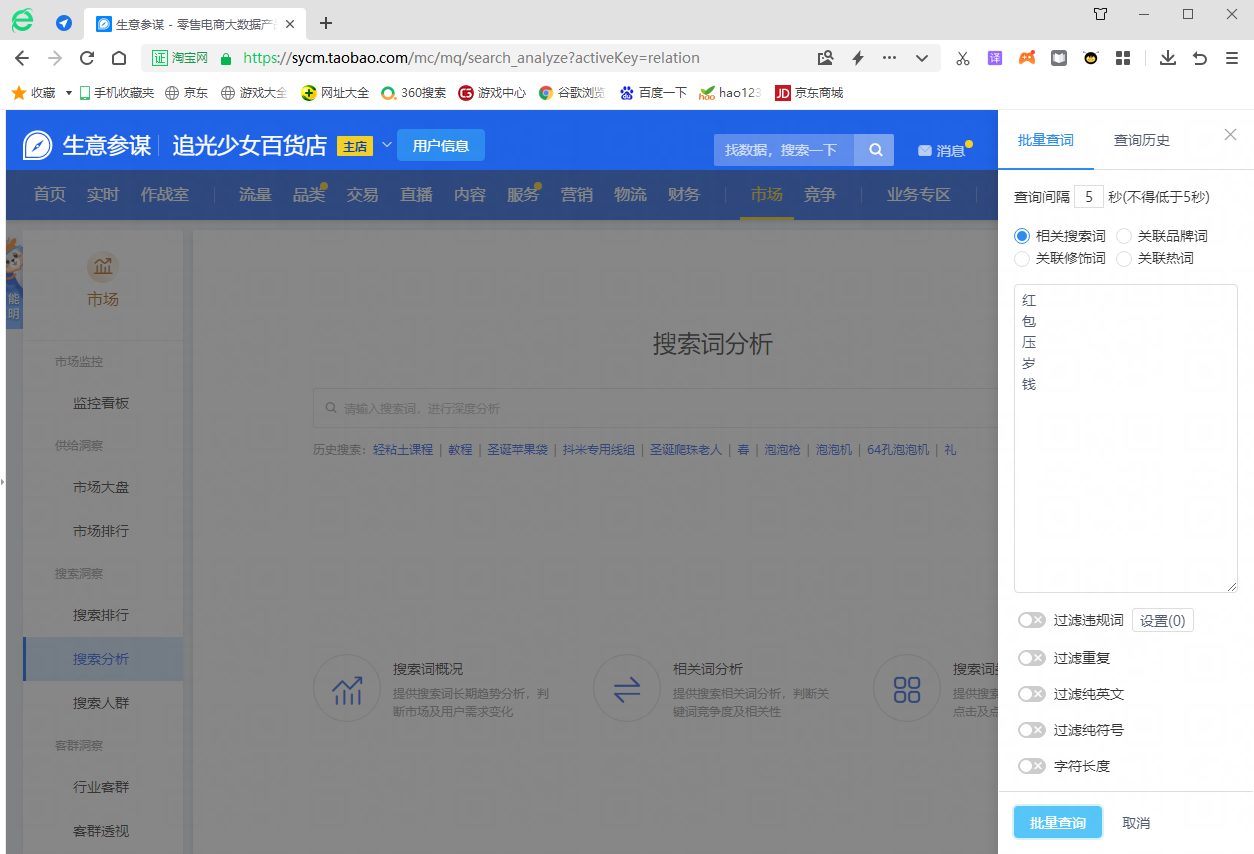 生意参谋 - 零售电商大数据产
证 淘宝网 https://sycm.taobao.com/mc/mq/search_analyze?activeKey=relation
译
收藏 手机收藏夹 京东 游戏大全 网址大全 360搜索 游戏中心 谷歌浏览 百度一下 hao123 JD 京东商城
生意参谋 追光少女百货店 主店 用户信息 找数据，搜索一下 消息
首页 实时 作战室 流量 品类 交易 直播 内容 服务 营销 物流 财务 市场 竞争 业务专区
能
明
市场
市场监控
监控看板
供给洞察
市场大盘
市场排行
搜索洞察
搜索排行
搜索分析
搜索人群
客群洞察
行业客群
客群透视
搜索词分析
请输入搜索词，进行深度分析
历史搜索： 轻粘土课程 | 教程 | 圣诞苹果袋 | 抖米专用线组 | 圣诞爬珠老人 | 春 | 泡泡枪 | 泡泡机 | 64孔泡泡机 | 礼
搜索词概况
提供搜索词长期趋势分析，判
断市场及用户需求变化
相关词分析
提供搜索相关词分析，判断关
键词竞争度及相关性
搜索词
提供搜索
点击及点
批量查词 查询历史
查询间隔 5 秒(不得低于5秒)
相关搜索词 关联品牌词
关联修饰词 关联热词
红
包
压
岁
钱
过滤违规词 设置(0)
过滤重复
过滤纯英文
过滤纯符号
字符长度
批量查询 取消